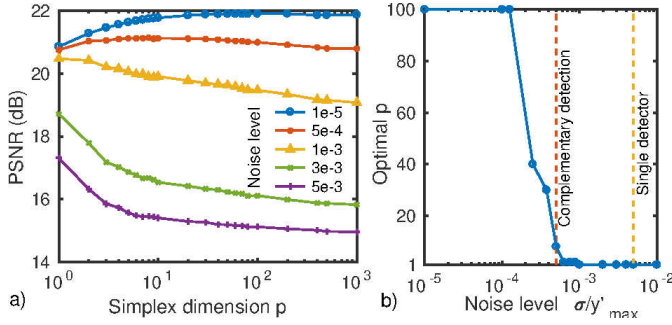 22
20
18
16
14
PSNR (dB)
Noise level
1e-5
5e-4
1e-3
3e-3
5e-3
10^0
10^1
10^2
10^3
Simplex dimension p
a)
100
80
60
40
20
1
Optimal p
Complementary detection
Single detector
10^-5
10^-4
10^-3
10^-2
Noise level σ/y'_max
b)